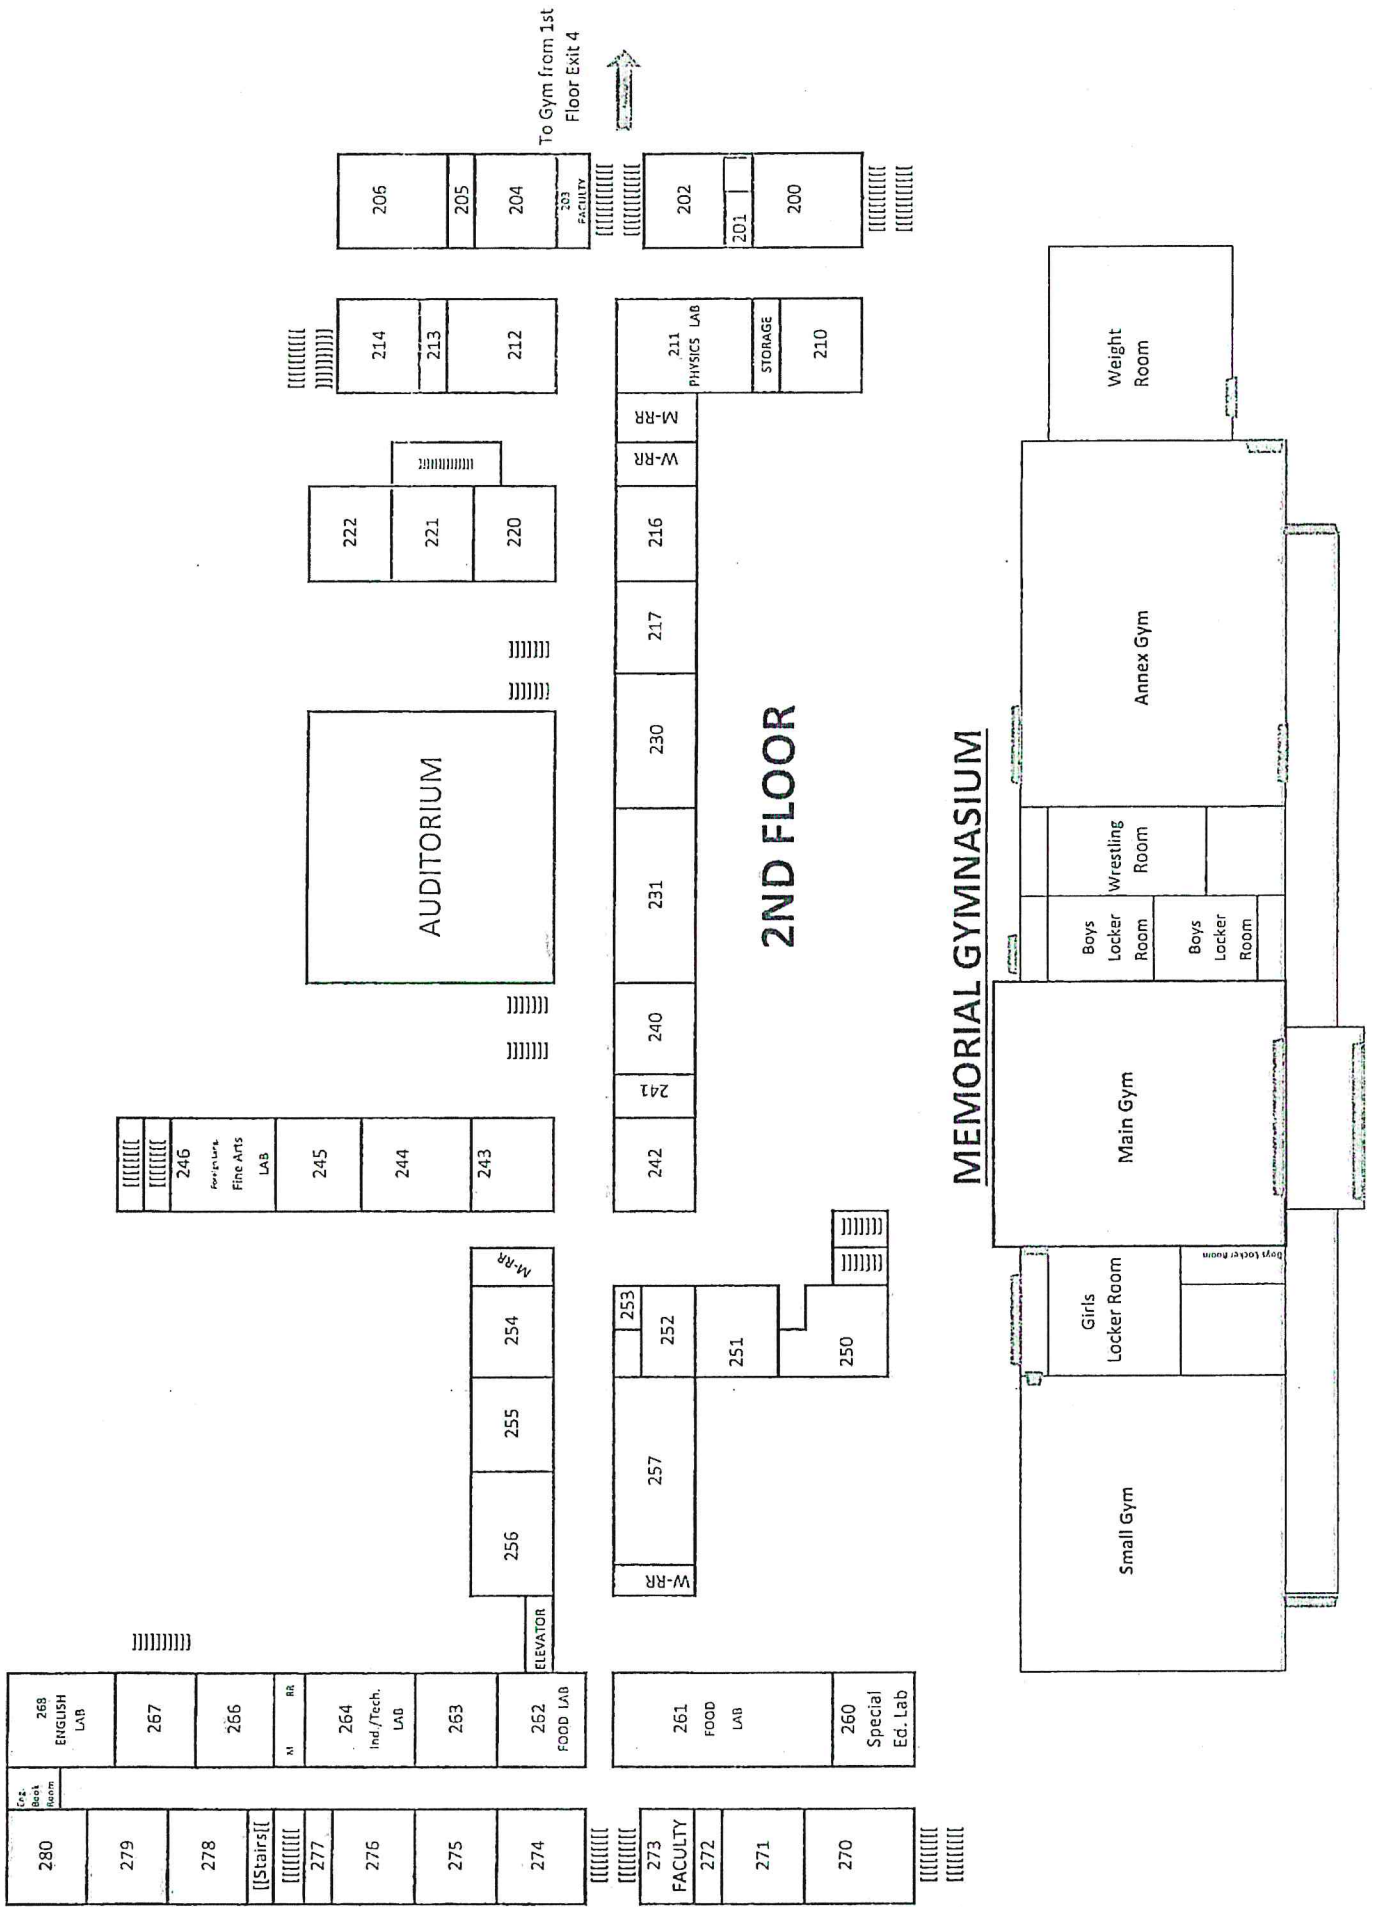 268
ENGLISH
LAB
267
266
M RR
264
Ind./Tech.
LAB
263
262
FOOD LAB
261
FOOD
LAB
260
Special
Ed. Lab
Eng.
Book
Room
280
279
278
[[Stairs[[
277
276
275
274
273
FACULTY
272
271
270
ELEVATOR
256
255
254
M-RR
W-RR
257
253
252
251
250
246
Foreign Lang.
Fine Arts
LAB
245
244
243
242
241
240
231
230
217
216
W-RR
M-RR
AUDITORIUM
222
221
220
214
213
212
211
PHYSICS LAB
STORAGE
210
206
205
204
203
FACULTY
202
201
200
To Gym from 1st
Floor Exit 4
2ND FLOOR
MEMORIAL GYMNASIUM
Small Gym
Girls
Locker Room
Boys Locker Room
Main Gym
Boys
Locker
Room
Boys
Locker
Room
Wrestling
Room
Annex Gym
Weight
Room